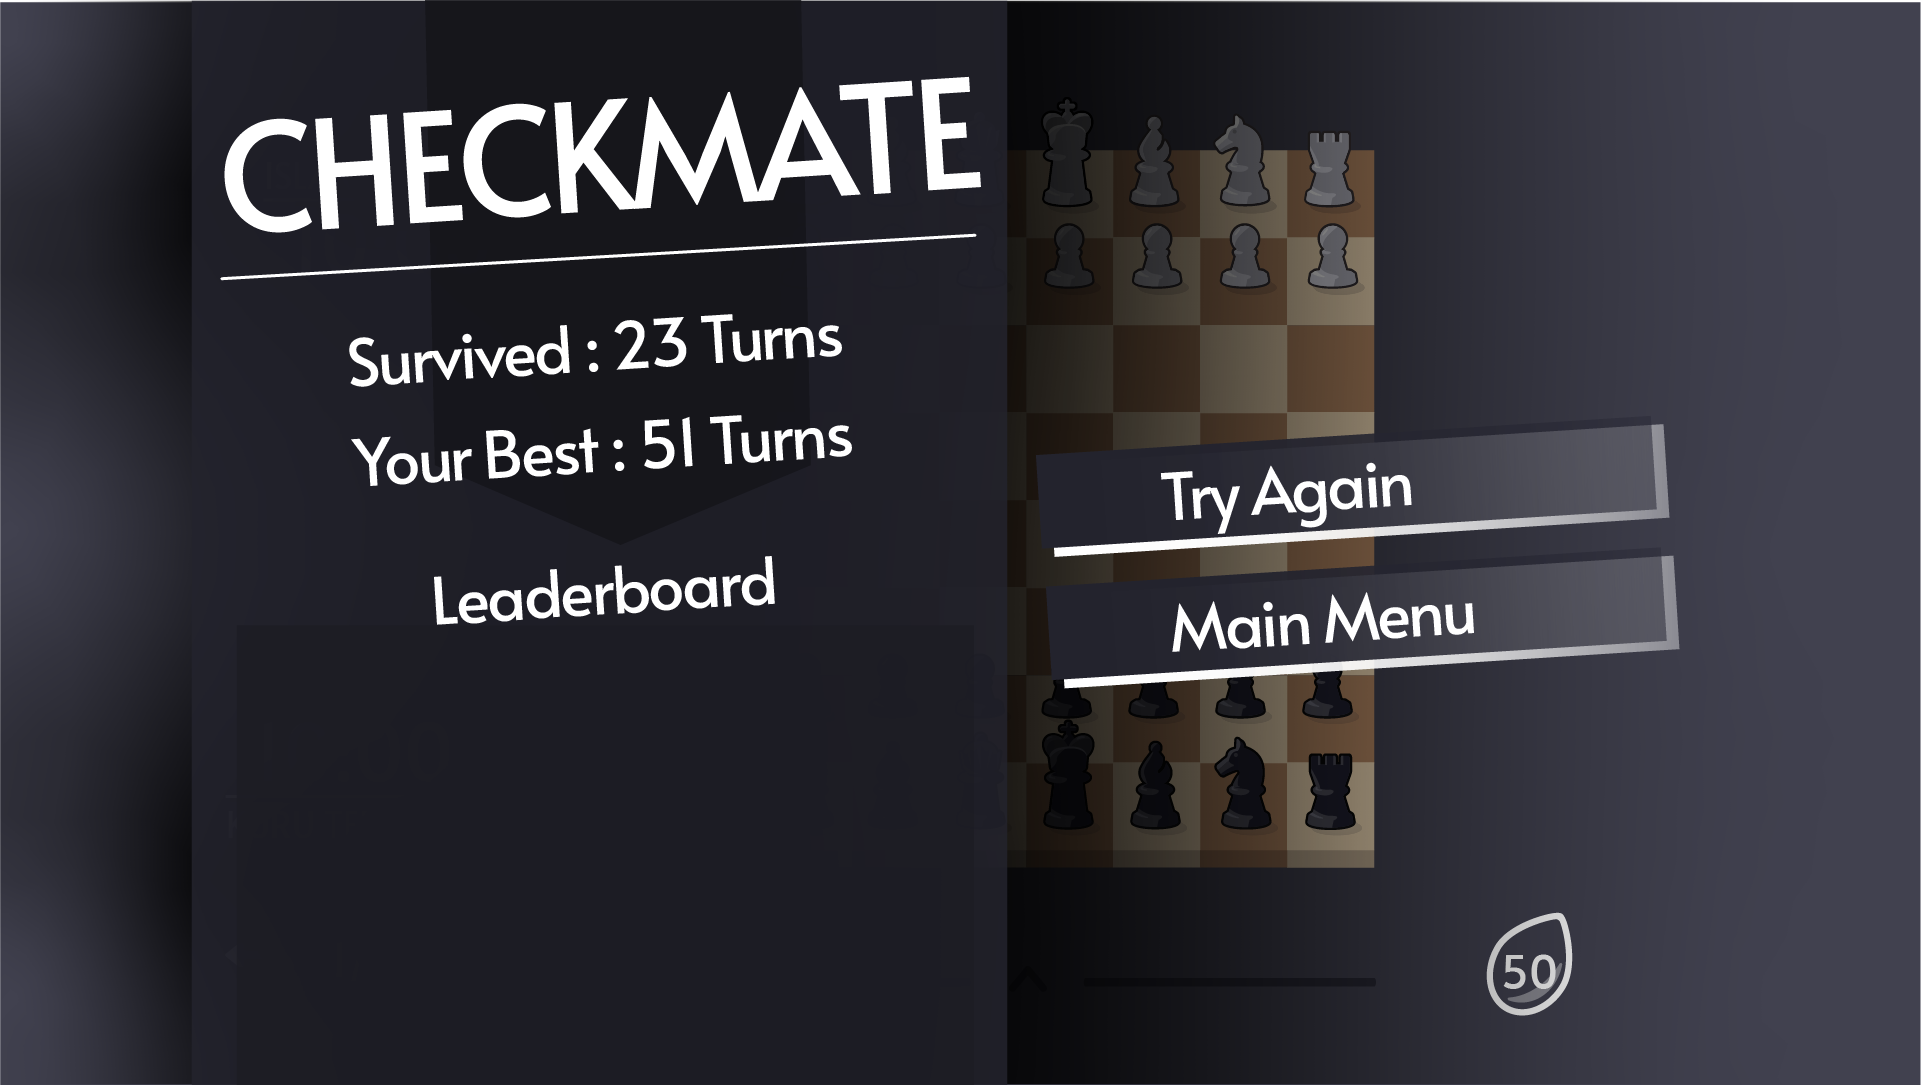 CHECKMATE
Survived : 23 Turns
Your Best : 51 Turns
Leaderboard
Try Again
Main Menu
50